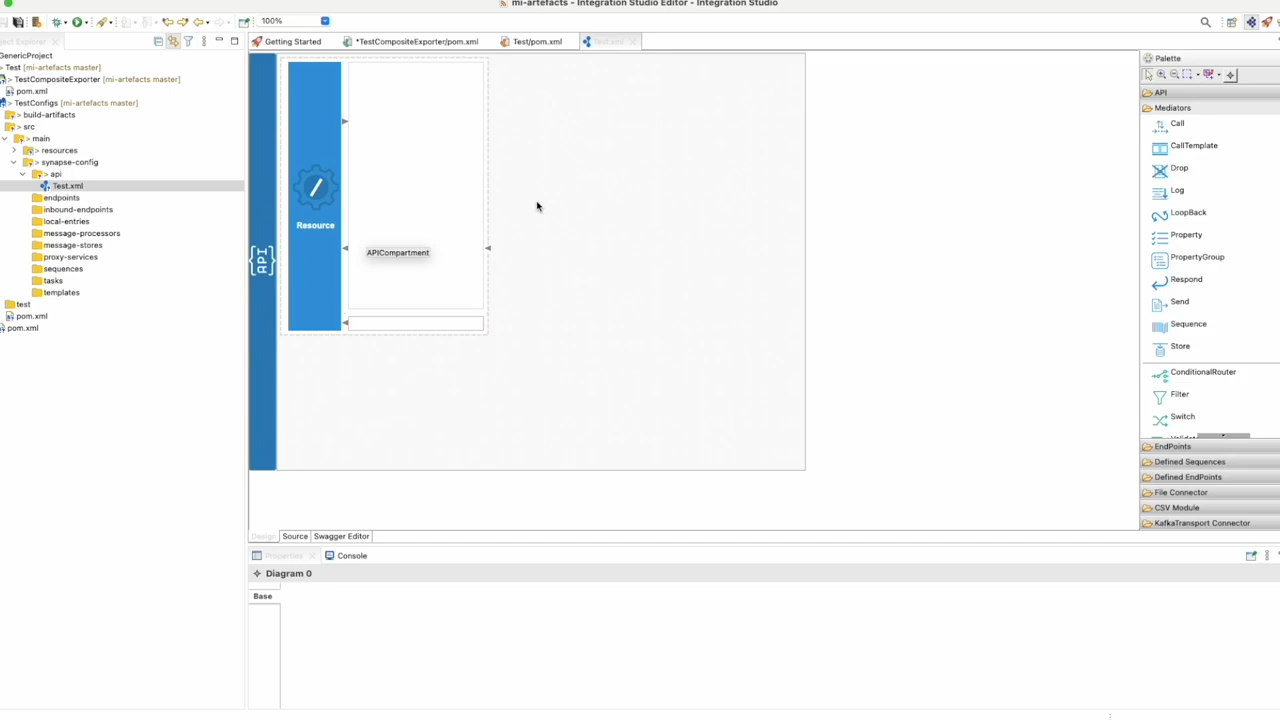 mi-artefacts - Integration Studio Editor - Integration Studio
100%
ect Explorer
Getting Started
*TestCompositeExporter/pom.xml
Test/pom.xml
Test.xml
GenericProject
> Test [mi-artefacts master]
> TestCompositeExporter [mi-artefacts master]
pom.xml
> TestConfigs [mi-artefacts master]
> build-artifacts
> src
> main
> resources
> synapse-config
> api
Test.xml
endpoints
inbound-endpoints
local-entries
message-processors
message-stores
proxy-services
sequences
tasks
templates
test
pom.xml
pom.xml
{API}
Resource
APICompartment
Palette
API
Mediators
Call
CallTemplate
Drop
Log
LoopBack
Property
PropertyGroup
Respond
Send
Sequence
Store
ConditionalRouter
Filter
Switch
EndPoints
Defined Sequences
Defined EndPoints
File Connector
CSV Module
KafkaTransport Connector
Design
Source
Swagger Editor
Properties
Console
Diagram 0
Base